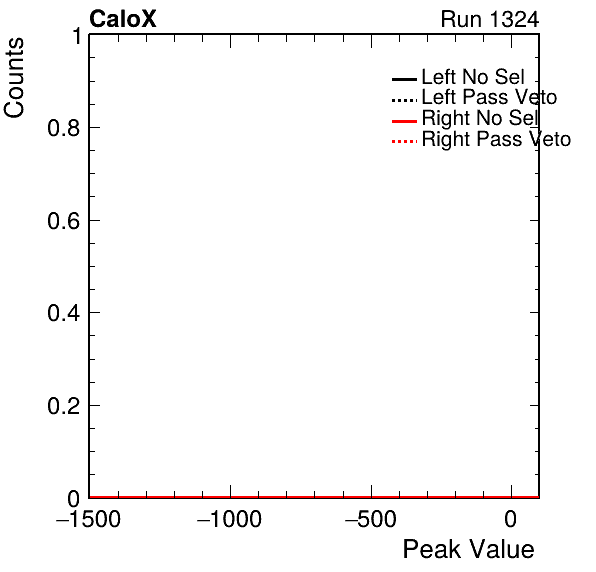 CaloX Run 1324
Counts
1
0.8
0.6
0.4
0.2
0
Left No Sel
Left Pass Veto
Right No Sel
Right Pass Veto
−1500 −1000 −500 0
Peak Value